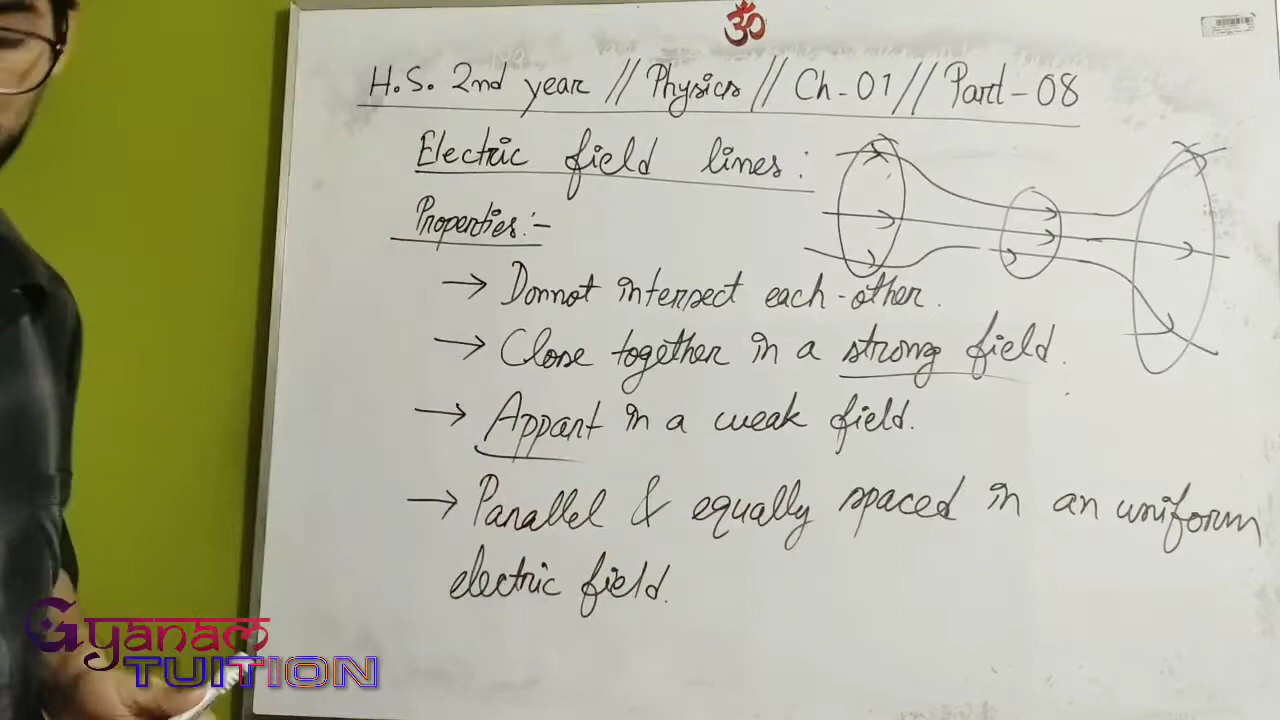 ॐ
H.S. 2nd year // Physics // Ch-01 // Part-08
Electric field lines:
Properties:-
→ Donnot intersect each-other.
→ Close together in a strong field.
→ Appart in a weak field.
→ Parallel & equally spaced in an uniform
electric field.
Gyanam
TUITION